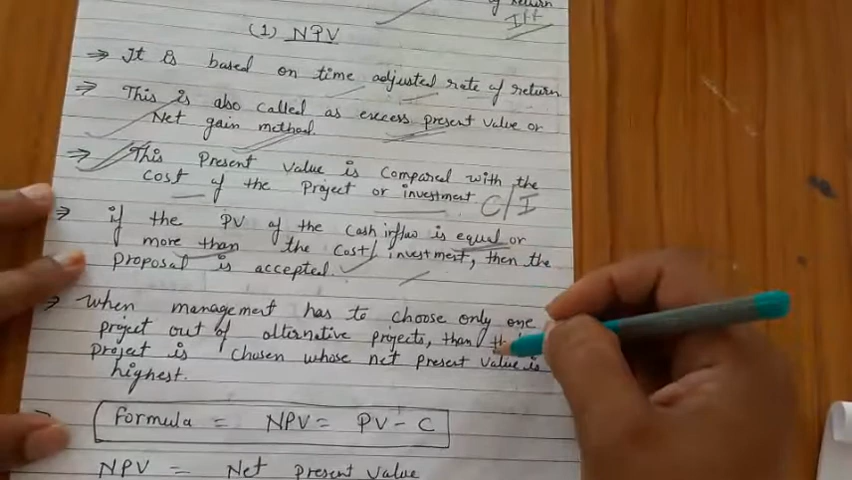 of return
(1) NPV
⇒ It is based on time adjusted rate of return
⇒ This is also called as excess present value or
Net gain method.
⇒ This Present value is compared with the
cost of the Project or investment. C/I
⇒ if the PV of the cash inflow is equal or
more than the cost/investment, then the
proposal is accepted.
⇒ When management has to choose only one
project out of alternative projects, than
project is chosen whose net present value is
highest.
Formula = NPV = PV - C
NPV = Net present value